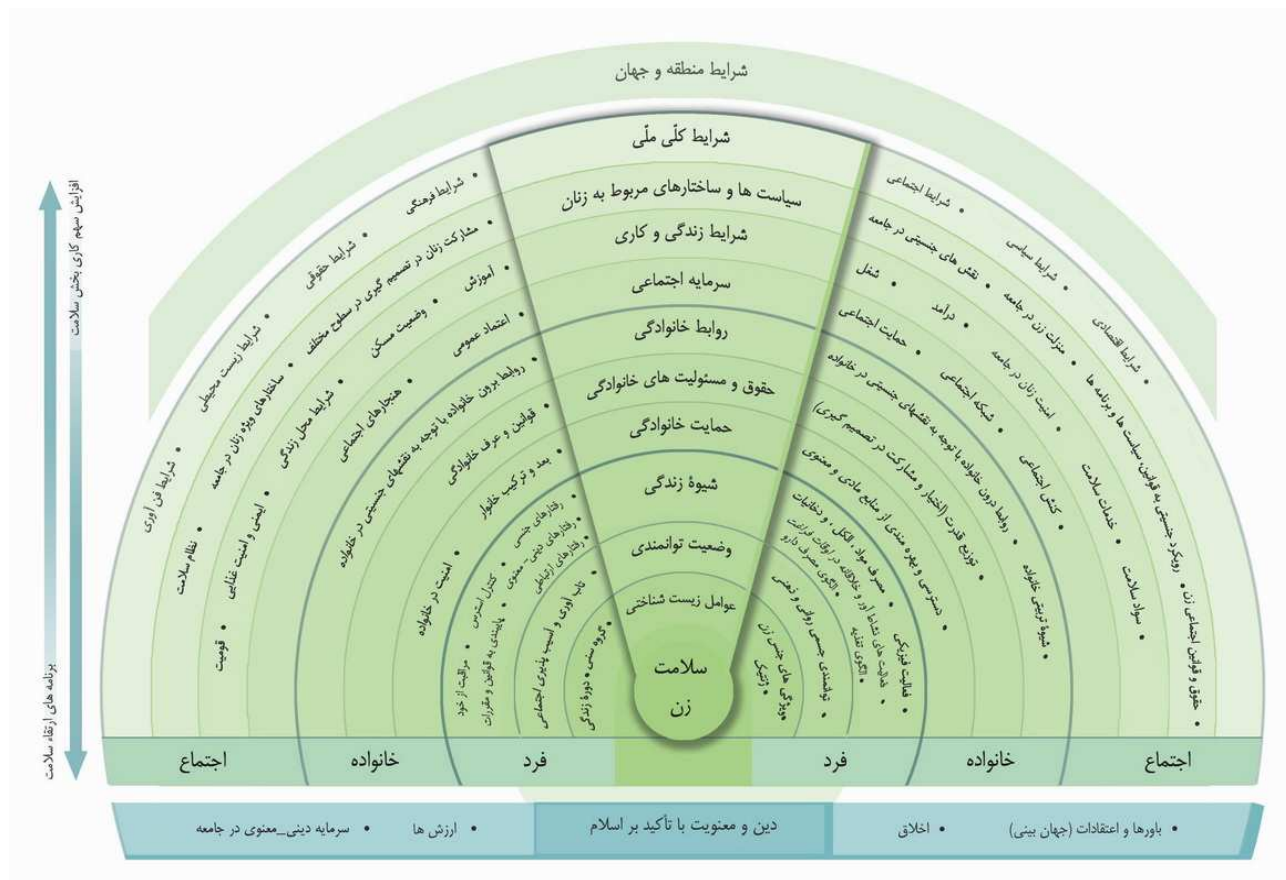 شرایط منطقه و جهان
شرایط کلّی ملّی
سیاست ها و ساختارهای مربوط به زنان
شرایط زندگی و کاری
سرمایه اجتماعی
روابط خانوادگی
حقوق و مسئولیت های خانوادگی
حمایت خانوادگی
شیوۀ زندگی
وضعیت توانمندی
عوامل زیست شناختی
سلامت
زن
• شرایط اجتماعی
• شرایط سیاسی
• شرایط اقتصادی
• نقش های جنسیتی در جامعه
• منزلت زن در جامعه
• رویکرد جنسیتی به قوانین، سیاست ها و برنامه ها
• حقوق و قوانین اجتماعی زن
• شغل
• درآمد
• امنیت زنان در جامعه
• خدمات سلامت
• سواد سلامت
• حمایت اجتماعی
• شبکه اجتماعی
• کنش اجتماعی
• روابط درون خانواده با توجه به نقشهای جنسیتی در خانواده
• شیوۀ تربیتی خانواده
• توزیع قدرت (اختیار و مشارکت در تصمیم گیری)
• دسترسی و بهره مندی از منابع مادی و معنوی
• مصرف مواد، الکل، و دخانیات
• فعالیت های نشاط آور و خلاقانه در اوقات فراغت
• الگوی مصرف دارو
• فعالیت فیزیکی
• الگوی تغذیه
• توانمندی جسمی روانی و ذهنی
• ویژگی های جنسی زن
• ژنتیک
• شرایط فرهنگی
• شرایط حقوقی
• شرایط زیست محیطی
• شرایط فن آوری
• مشارکت زنان در تصمیم گیری در سطوح مختلف
• ساختارهای ویژه زنان در جامعه
• نظام سلامت
• آموزش
• وضعیت مسکن
• شرایط محل زندگی
• ایمنی و امنیت غذایی
• قومیت
• اعتماد عمومی
• هنجارهای اجتماعی
• روابط برون خانواده با توجه به نقشهای جنسیتی در خانواده
• قوانین و عرف خانوادگی
• بعد و ترکیب خانوار
• امنیت در خانواده
• رفتارهای جنسی
• رفتارهای دینی - معنوی
• رفتارهای ارتباطی
• کنترل استرس
• پایبندی به قوانین و مقررات
• مراقبت از خود
• تاب آوری و آسیب پذیری اجتماعی
• گروه سنی
• دورۀ زندگی
افزایش سهم کاری بخش سلامت
برنامه های ارتقاء سلامت
اجتماع
خانواده
فرد
فرد
خانواده
اجتماع
• باورها و اعتقادات (جهان بینی)
• اخلاق
دین و معنویت با تأکید بر اسلام
• ارزش ها
• سرمایه دینی_معنوی در جامعه